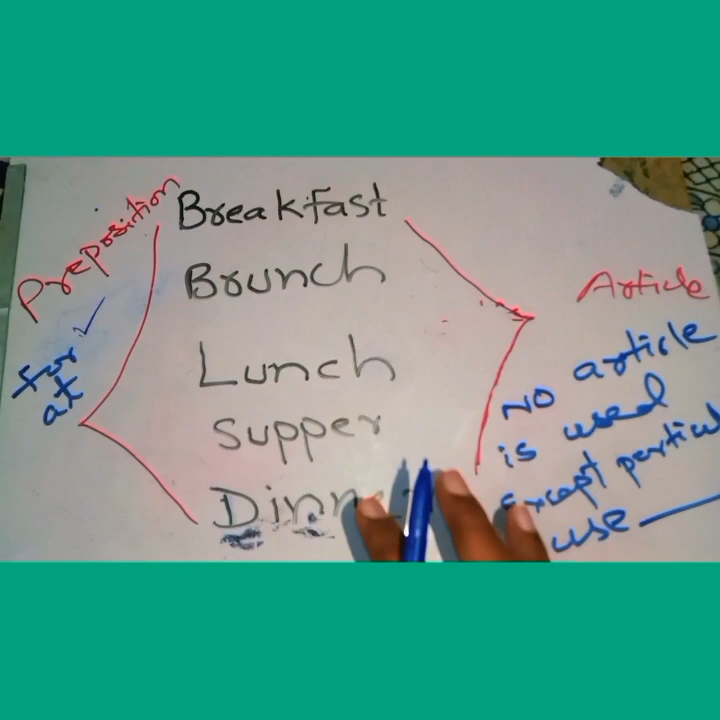 Preposition
for
at
Breakfast
Brunch
Lunch
Supper
Article
No article
is used
except
use